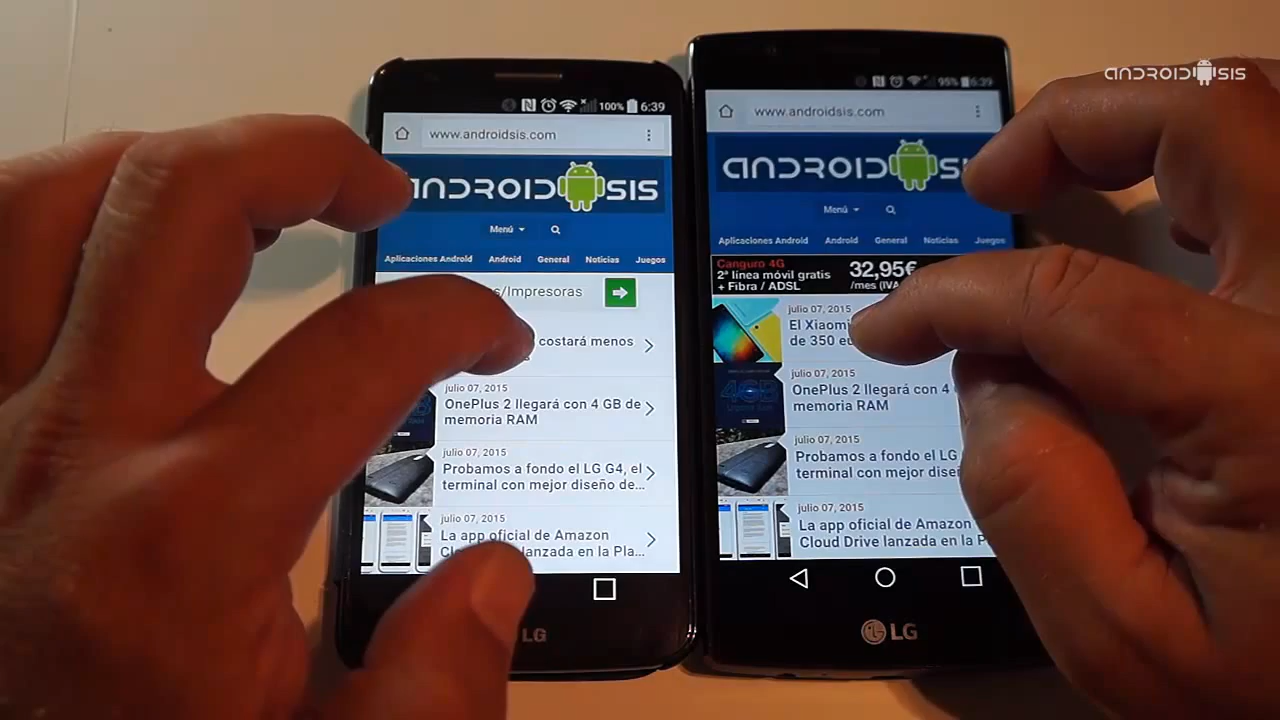 ANDROIDSIS
100% 6:39
www.androidsis.com
ANDROIDSIS
Menú
Aplicaciones Android Android General Noticias Juegos
s/Impresoras
costará menos
julio 07, 2015
OnePlus 2 llegará con 4 GB de
memoria RAM
julio 07, 2015
Probamos a fondo el LG G4, el
terminal con mejor diseño de...
julio 07, 2015
La app oficial de Amazon
lanzada en la Pla...
LG
95% 6:39
www.androidsis.com
ANDROIDS
Menú
Aplicaciones Android Android General Noticias Juegos
Canguro 4G
2ª línea móvil gratis
+ Fibra / ADSL
32,95€
/mes (IVA
julio 07, 2015
El Xiaomi
de 350 eu
julio 07, 2015
4GB
OnePlus 2 llegará con 4
memoria RAM
julio 07, 2015
Probamos a fondo el LG
terminal con mejor diseñ
julio 07, 2015
La app oficial de Amazon
Cloud Drive lanzada en la P
LG